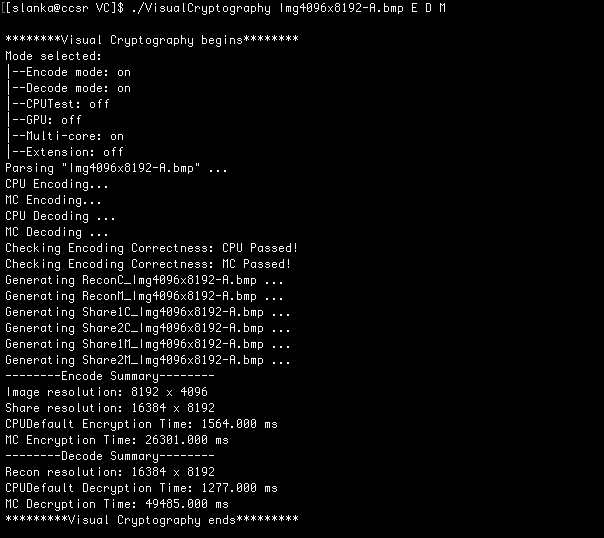 [[slanka@ccsr VC]$ ./VisualCryptography Img4096x8192-A.bmp E D M
********Visual Cryptography begins********
Mode selected:
|--Encode mode: on
|--Decode mode: on
|--CPUTest: off
|--GPU: off
|--Multi-core: on
|--Extension: off
Parsing "Img4096x8192-A.bmp" ...
CPU Encoding...
MC Encoding...
CPU Decoding ...
MC Decoding ...
Checking Encoding Correctness: CPU Passed!
Checking Encoding Correctness: MC Passed!
Generating ReconC_Img4096x8192-A.bmp ...
Generating ReconM_Img4096x8192-A.bmp ...
Generating Share1C_Img4096x8192-A.bmp ...
Generating Share2C_Img4096x8192-A.bmp ...
Generating Share1M_Img4096x8192-A.bmp ...
Generating Share2M_Img4096x8192-A.bmp ...
--------Encode Summary--------
Image resolution: 8192 x 4096
Share resolution: 16384 x 8192
CPUDefault Encryption Time: 1564.000 ms
MC Encryption Time: 26301.000 ms
--------Decode Summary--------
Recon resolution: 16384 x 8192
CPUDefault Decryption Time: 1277.000 ms
MC Decryption Time: 49485.000 ms
*********Visual Cryptography ends*********